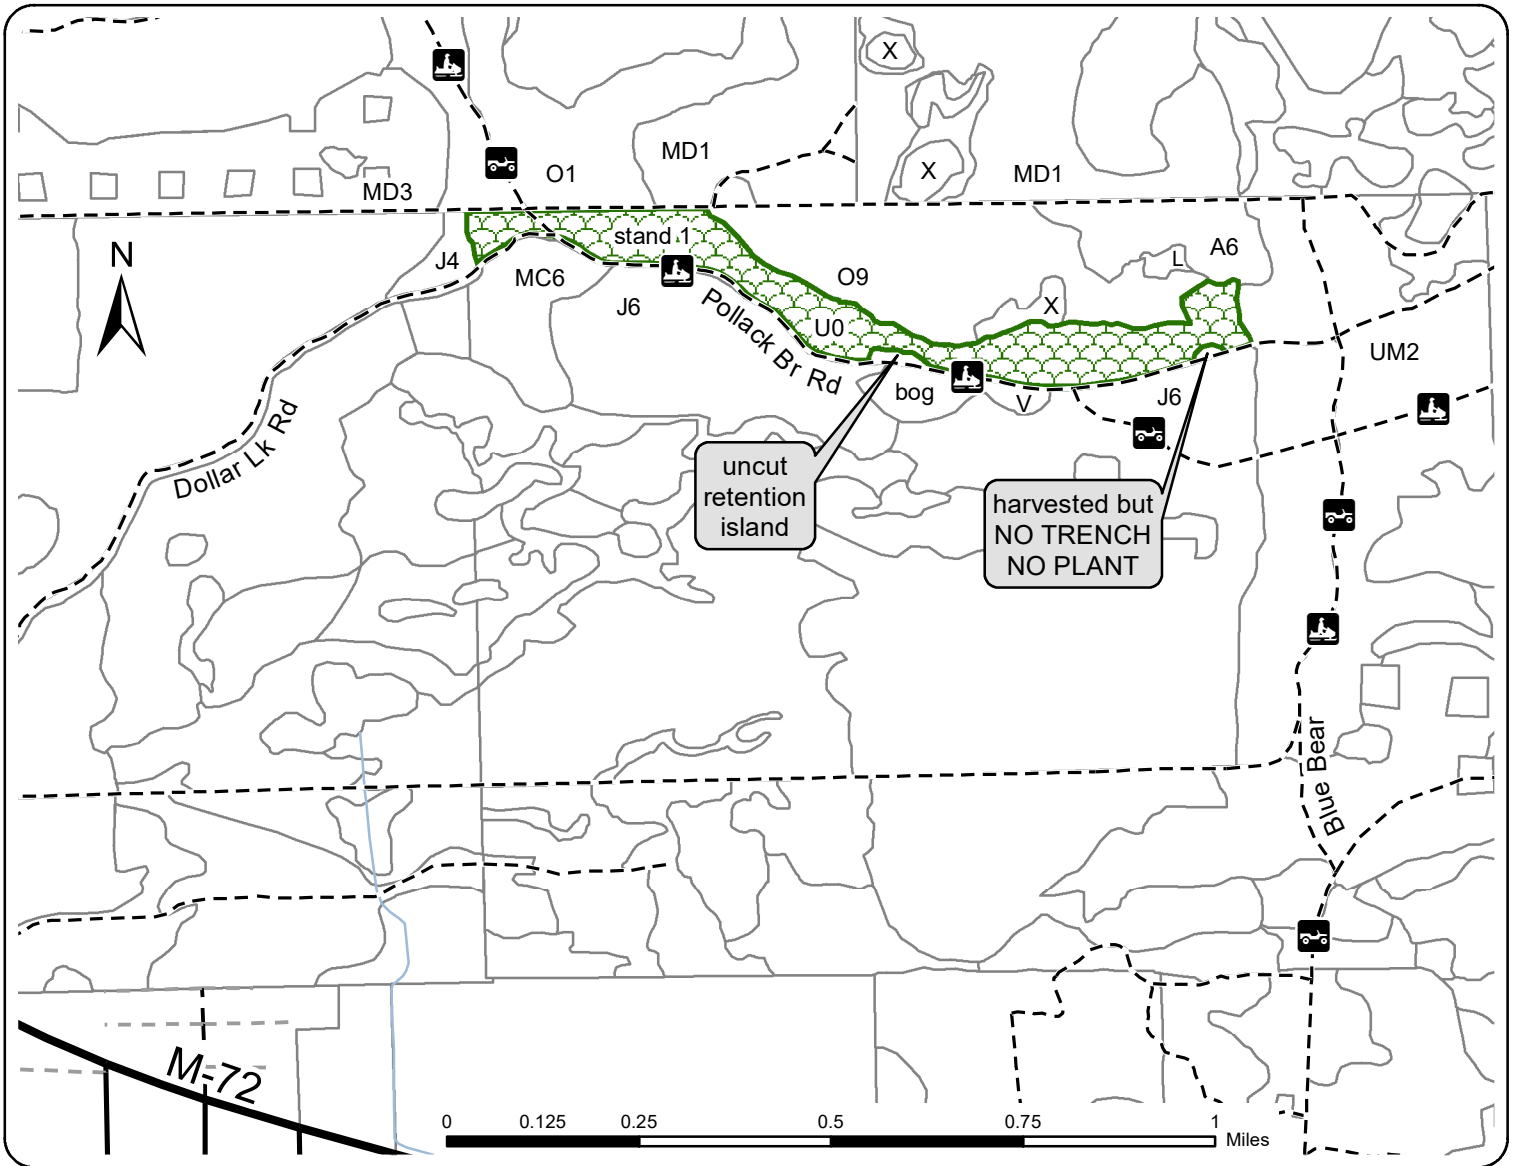 X
MD1
O1
X
MD1
MD3
N
stand 1
A6
J4
L
MC6
O9
J6
X
Pollack Br Rd
U0
UM2
bog
V
J6
Dollar Lk Rd
uncut
retention
island
harvested but
NO TRENCH
NO PLANT
Blue Bear
M-72
0 0.125 0.25 0.5 0.75 1
Miles